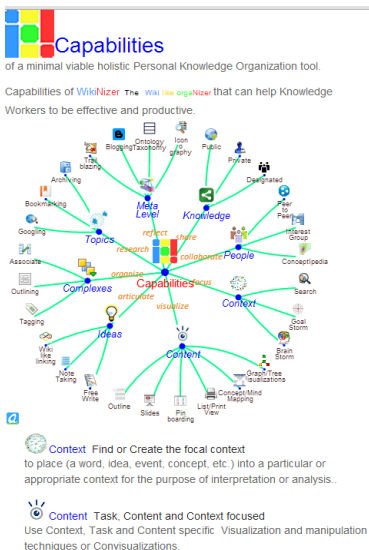 Capabilities
of a minimal viable holistic Personal Knowledge Organization tool.
Capabilities of WikiNizer The Wiki like orgaNizer that can help Knowledge
Workers to be effective and productive.
Blogging
Ontology
Taxonomy
Icon
o
graphy
Public
Private
Designated
Trail
blazing
Archiving
Bookmarking
Googling
Meta
Level
Knowledge
Peer
to
Peer
Interest
Group
Conceptipedia
Topics
reflect
share
People
research
collaborate
Associate
organize
Capabilities
focus
Search
Outlining
Complexes
articulate
visualize
Context
Goal
Storm
Tagging
Ideas
Content
Brain
Storm
Wiki
like
linking
Note
Taking
Free
Write
Outline
Slides
Pin
boarding
List/Print
View
Concept/Mind
Mapping
Graph/Tree
Visualizations
a
Context Find or Create the focal context
to place (a word, idea, event, concept, etc.) into a particular or
appropriate context for the purpose of interpretation or analysis..
Content Task, Content and Context focused
Use Context, Task and Content specific Visualization and manipulation
techniques or Convisualizations.